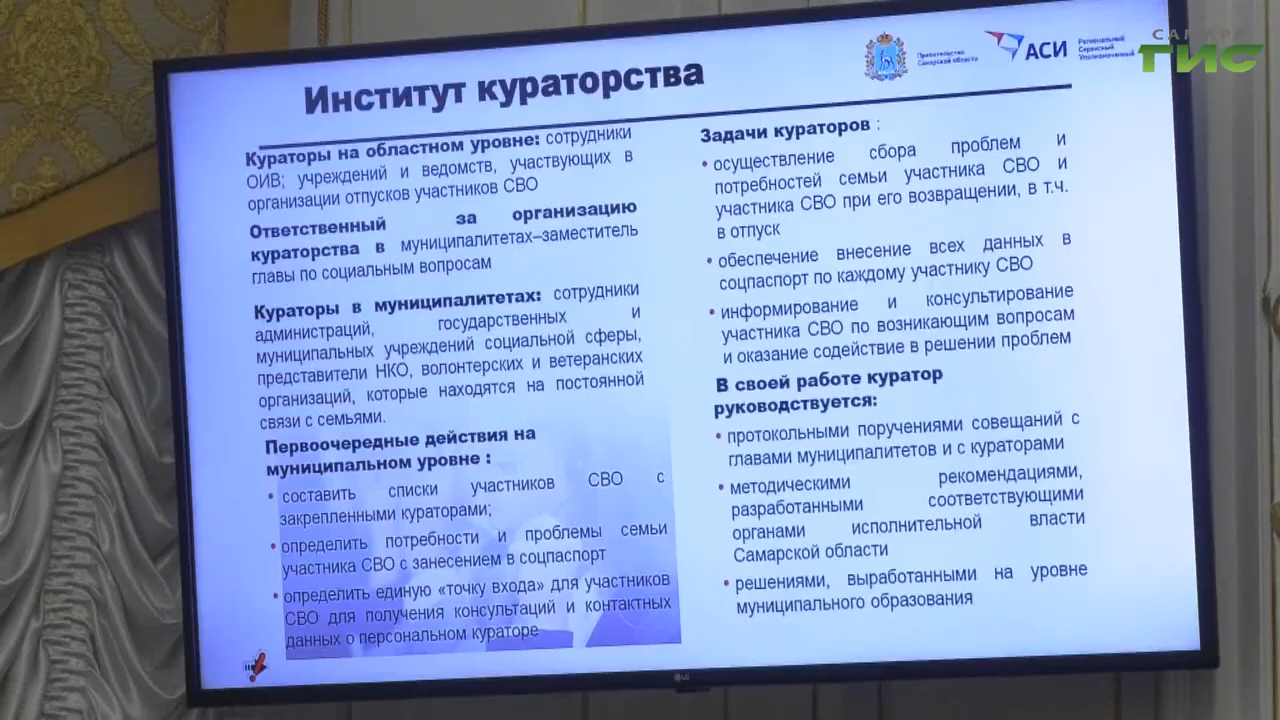 Институт кураторства
Правительство
Самарской области
АСИ
Региональный
Сервисный
Уполномоченный
САМАРА
ГИС
Кураторы на областном уровне: сотрудники
ОИВ; учреждений и ведомств, участвующих в
организации отпусков участников СВО
Ответственный за организацию
кураторства в муниципалитетах–заместитель
главы по социальным вопросам
Кураторы в муниципалитетах: сотрудники
администраций, государственных и
муниципальных учреждений социальной сферы,
представители НКО, волонтерских и ветеранских
организаций, которые находятся на постоянной
связи с семьями.
Первоочередные действия на
муниципальном уровне :
• составить списки участников СВО с
закрепленными кураторами;
• определить потребности и проблемы семьи
участника СВО с занесением в соцпаспорт
• определить единую «точку входа» для участников
СВО для получения консультаций и контактных
данных о персональном кураторе
Задачи кураторов :
• осуществление сбора проблем и
потребностей семьи участника СВО и
участника СВО при его возвращении, в т.ч.
в отпуск
• обеспечение внесение всех данных в
соцпаспорт по каждому участнику СВО
• информирование и консультирование
участника СВО по возникающим вопросам
и оказание содействие в решении проблем
В своей работе куратор
руководствуется:
• протокольными поручениями совещаний с
главами муниципалитетов и с кураторами
• методическими рекомендациями,
разработанными соответствующими
органами исполнительной власти
Самарской области
• решениями, выработанными на уровне
муниципального образования
LG